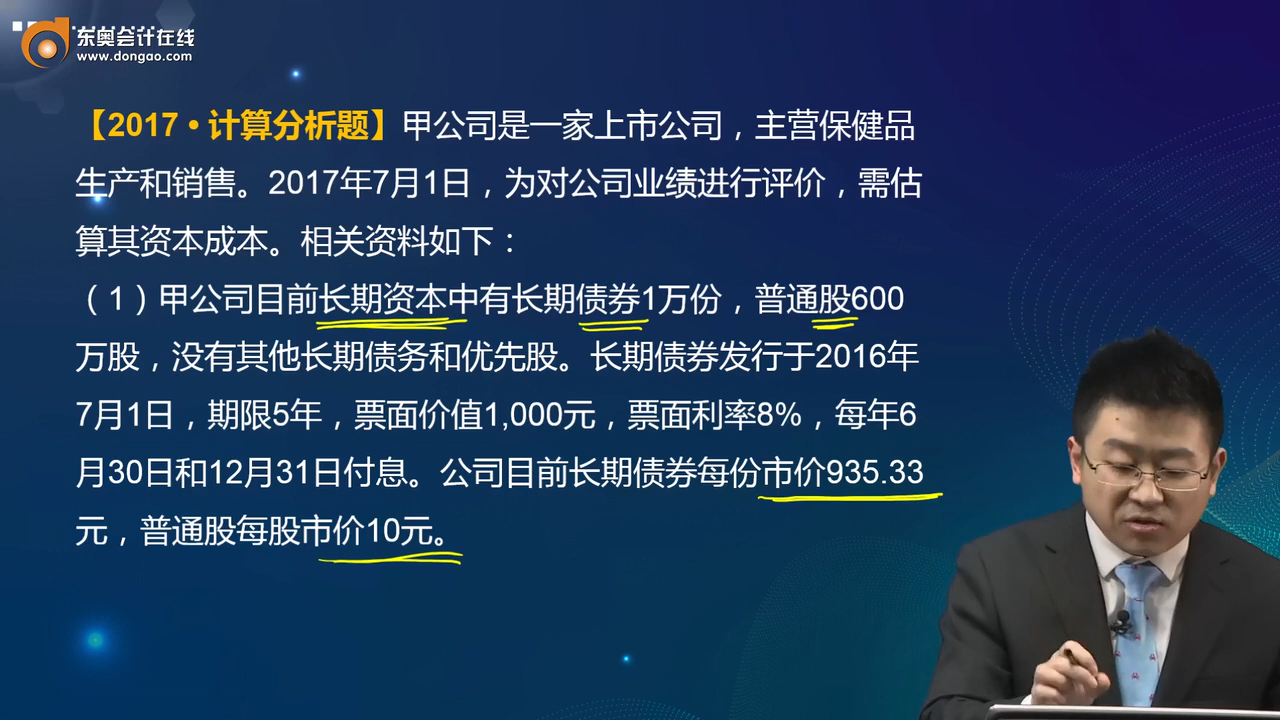 东奥会计在线
www.dongao.com
【2017 • 计算分析题】甲公司是一家上市公司，主营保健品
生产和销售。2017年7月1日，为对公司业绩进行评价，需估
算其资本成本。相关资料如下：
（1）甲公司目前长期资本中有长期债券1万份，普通股600
万股，没有其他长期债务和优先股。长期债券发行于2016年
7月1日，期限5年，票面价值1,000元，票面利率8%，每年6
月30日和12月31日付息。公司目前长期债券每份市价935.33
元，普通股每股市价10元。